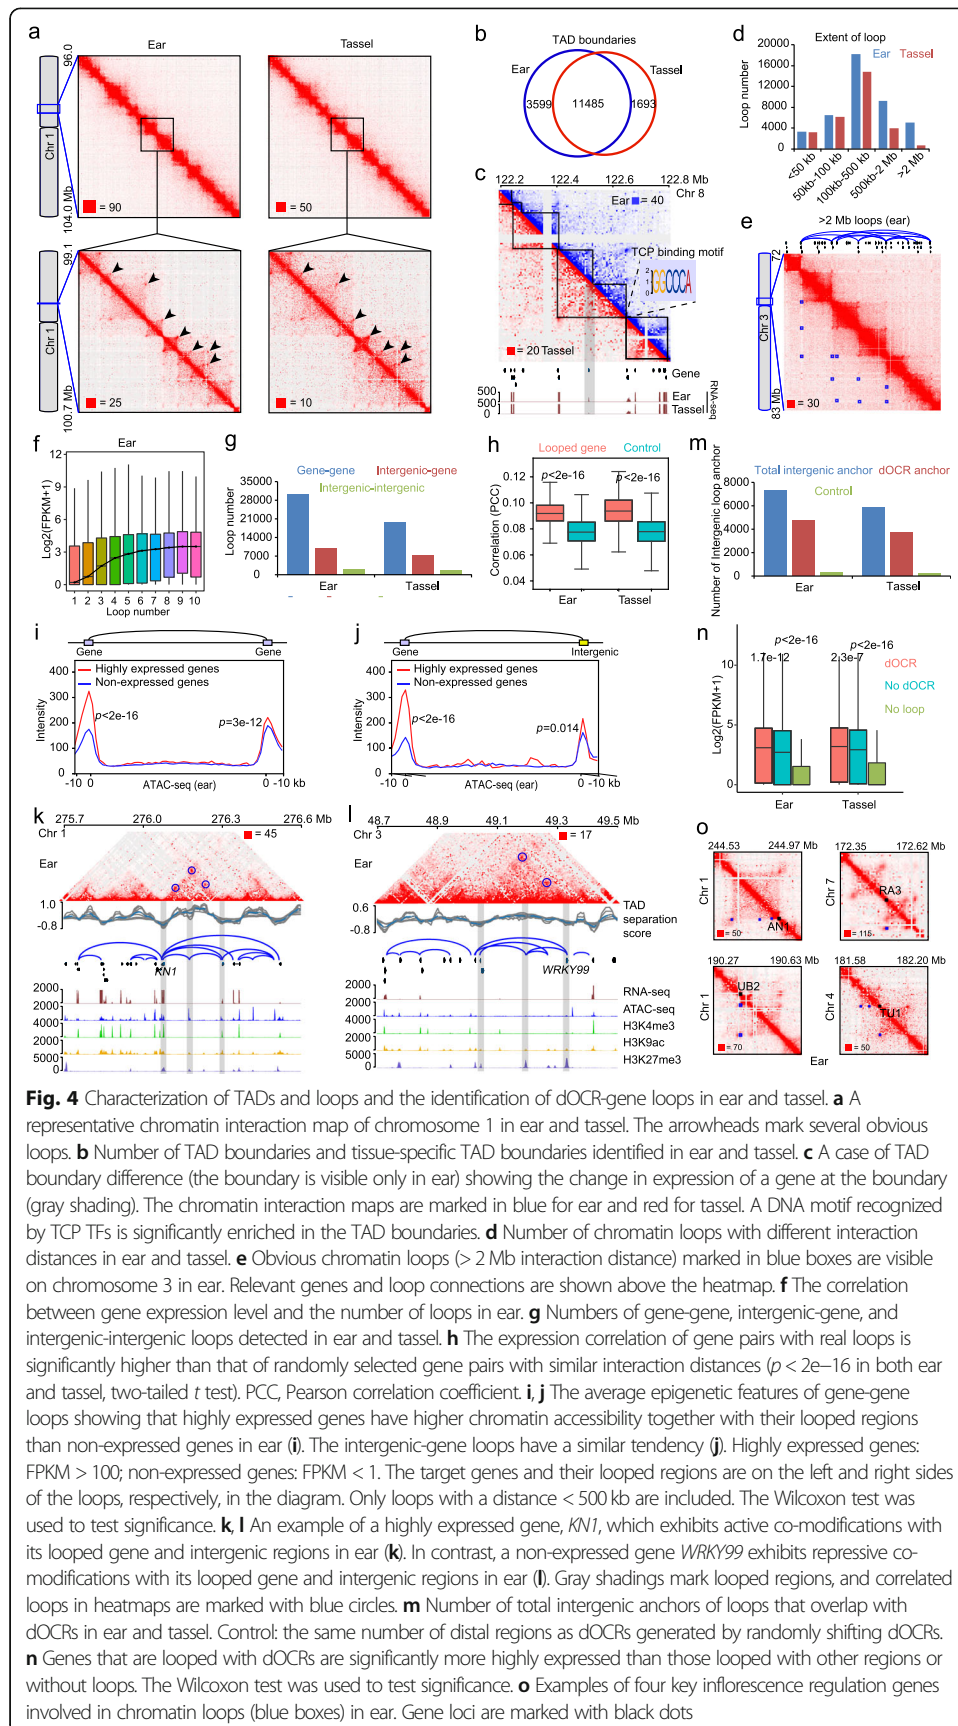 a
Ear
Tassel
96.0
Chr 1
104.0 Mb
= 90
= 50
99.1
Chr 1
100.7 Mb
= 25
= 10
b
TAD boundaries
Ear
Tassel
3599
11485
1693
c
122.2
122.4
122.6
122.8 Mb
Chr 8
Ear = 40
TCP binding motif
2
1
0
GGCCCA
= 20 Tassel
Gene
500
Ear
500
Tassel
0
RNA-seq
d
Extent of loop
20000
16000
12000
8000
4000
0
Loop number
Ear Tassel
<50 kb
50kb-100 kb
100kb-500 kb
500kb-2 Mb
>2 Mb
e
>2 Mb loops (ear)
72
Chr 3
83 Mb
= 30
f
Ear
Log2(FPKM+1)
12
9
6
3
0
1 2 3 4 5 6 7 8 9 10
Loop number
g
Gene-gene Intergenic-gene
Intergenic-intergenic
Loop number
35000
28000
21000
14000
7000
0
Ear Tassel
h
Looped gene Control
p<2e-16 p<2e-16
Correlation (PCC)
0.12
0.10
0.08
0.06
0.04
Ear Tassel
m
Total intergenic anchor dOCR anchor
Control
Number of Intergenic loop anchor
8000
6000
4000
2000
0
Ear Tassel
i
Gene Gene
Highly expressed genes
Non-expressed genes
Intensity
400
300
200
100
0
p<2e-16
p=3e-12
-10 0 0 -10 kb
ATAC-seq (ear)
j
Gene Intergenic
Highly expressed genes
Non-expressed genes
Intensity
400
300
200
100
0
p<2e-16
p=0.014
-10 0 0 -10 kb
ATAC-seq (ear)
n
p<2e-16
1.7e-12
p<2e-16
2.3e-7
dOCR
No dOCR
No loop
Log2(FPKM+1)
10
5
0
Ear Tassel
k
275.7 276.0 276.3 276.6 Mb
Chr 1
= 45
Ear
1.0
-0.8
KN1
2000
2000
4000
2000
5000
0
l
48.7 48.9 49.1 49.3 49.5 Mb
Chr 3
= 17
Ear
0.6
-0.8
TAD
separation
score
WRKY99
2000
RNA-seq
2000
ATAC-seq
4000
H3K4me3
2000
H3K9ac
5000
H3K27me3
0
o
244.53 244.97 Mb
Chr 1
AN1
= 50
172.35 172.62 Mb
Chr 7
RA3
= 115
190.27 190.63 Mb
Chr 1
UB2
= 70
181.58 182.20 Mb
Chr 4
TU1
= 50
Ear
Fig. 4 Characterization of TADs and loops and the identification of dOCR-gene loops in ear and tassel. a A
representative chromatin interaction map of chromosome 1 in ear and tassel. The arrowheads mark several obvious
loops. b Number of TAD boundaries and tissue-specific TAD boundaries identified in ear and tassel. c A case of TAD
boundary difference (the boundary is visible only in ear) showing the change in expression of a gene at the boundary
(gray shading). The chromatin interaction maps are marked in blue for ear and red for tassel. A DNA motif recognized
by TCP TFs is significantly enriched in the TAD boundaries. d Number of chromatin loops with different interaction
distances in ear and tassel. e Obvious chromatin loops (> 2 Mb interaction distance) marked in blue boxes are visible
on chromosome 3 in ear. Relevant genes and loop connections are shown above the heatmap. f The correlation
between gene expression level and the number of loops in ear. g Numbers of gene-gene, intergenic-gene, and
intergenic-intergenic loops detected in ear and tassel. h The expression correlation of gene pairs with real loops is
significantly higher than that of randomly selected gene pairs with similar interaction distances (p < 2e−16 in both ear
and tassel, two-tailed t test). PCC, Pearson correlation coefficient. i, j The average epigenetic features of gene-gene
loops showing that highly expressed genes have higher chromatin accessibility together with their looped regions
than non-expressed genes in ear (i). The intergenic-gene loops have a similar tendency (j). Highly expressed genes:
FPKM > 100; non-expressed genes: FPKM < 1. The target genes and their looped regions are on the left and right sides
of the loops, respectively, in the diagram. Only loops with a distance < 500 kb are included. The Wilcoxon test was
used to test significance. k, l An example of a highly expressed gene, KN1, which exhibits active co-modifications with
its looped gene and intergenic regions in ear (k). In contrast, a non-expressed gene WRKY99 exhibits repressive co-
modifications with its looped gene and intergenic regions in ear (l). Gray shadings mark looped regions, and correlated
loops in heatmaps are marked with blue circles. m Number of total intergenic anchors of loops that overlap with
dOCRs in ear and tassel. Control: the same number of distal regions as dOCRs generated by randomly shifting dOCRs.
n Genes that are looped with dOCRs are significantly more highly expressed than those looped with other regions or
without loops. The Wilcoxon test was used to test significance. o Examples of four key inflorescence regulation genes
involved in chromatin loops (blue boxes) in ear. Gene loci are marked with black dots